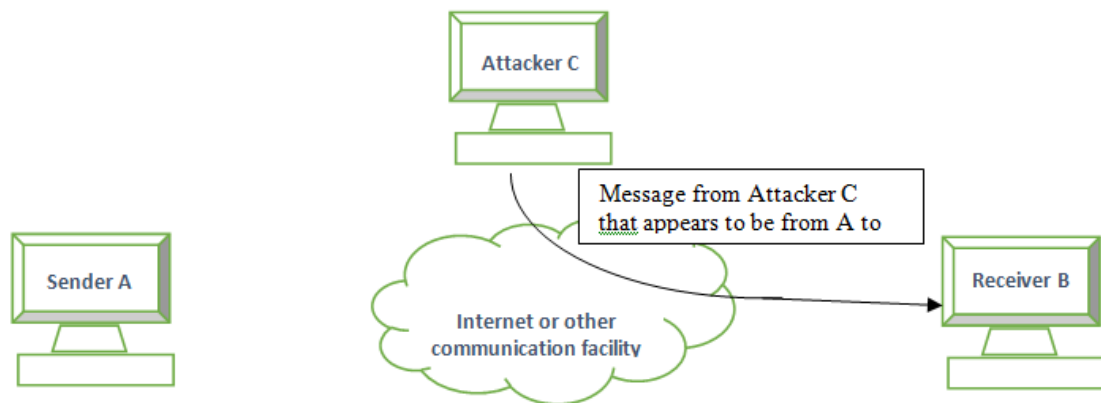 Attacker C
Message from Attacker C
that appears to be from A to
Sender A
Receiver B
Internet or other
communication facility